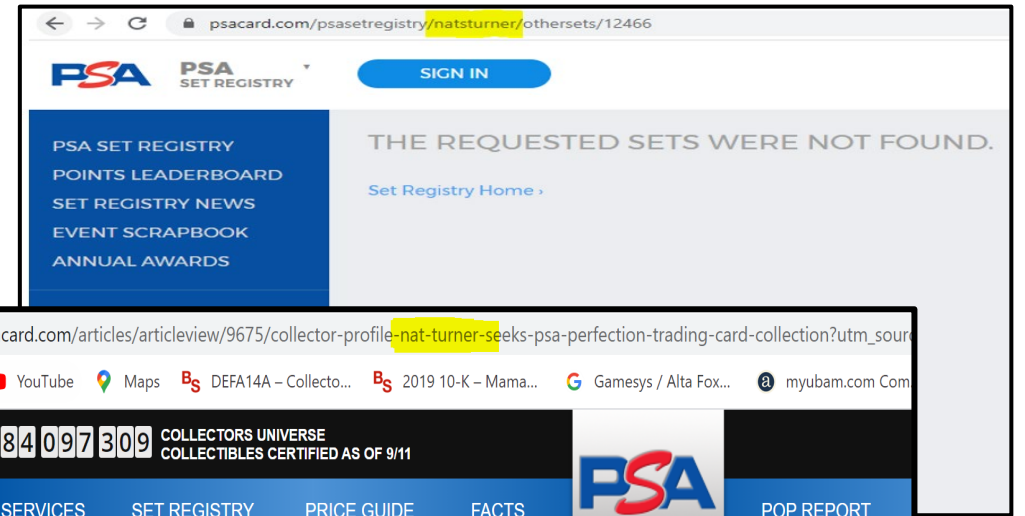 psacard.com/psasetregistry/natsturner/othersets/12466
PSA PSA SET REGISTRY SIGN IN
PSA SET REGISTRY
POINTS LEADERBOARD
SET REGISTRY NEWS
EVENT SCRAPBOOK
ANNUAL AWARDS
THE REQUESTED SETS WERE NOT FOUND.
Set Registry Home ›
card.com/articles/articleview/9675/collector-profile-nat-turner-seeks-psa-perfection-trading-card-collection?utm_sour
YouTube Maps BS DEFA14A – Collecto... BS 2019 10-K – Mama... G Gamesys / Alta Fox... a myubam.com Com
84 097 309 COLLECTORS UNIVERSE
COLLECTIBLES CERTIFIED AS OF 9/11
PSA
SERVICES SET REGISTRY PRICE GUIDE FACTS POP REPORT